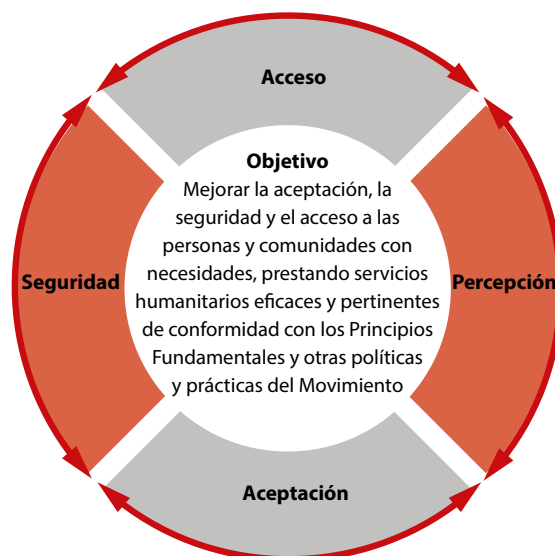 Acceso
Objetivo
Mejorar la aceptación, la
seguridad y el acceso a las
personas y comunidades con
necesidades, prestando servicios
humanitarios eficaces y pertinentes
de conformidad con los Principios
Fundamentales y otras políticas
y prácticas del Movimiento
Seguridad
Percepción
Aceptación